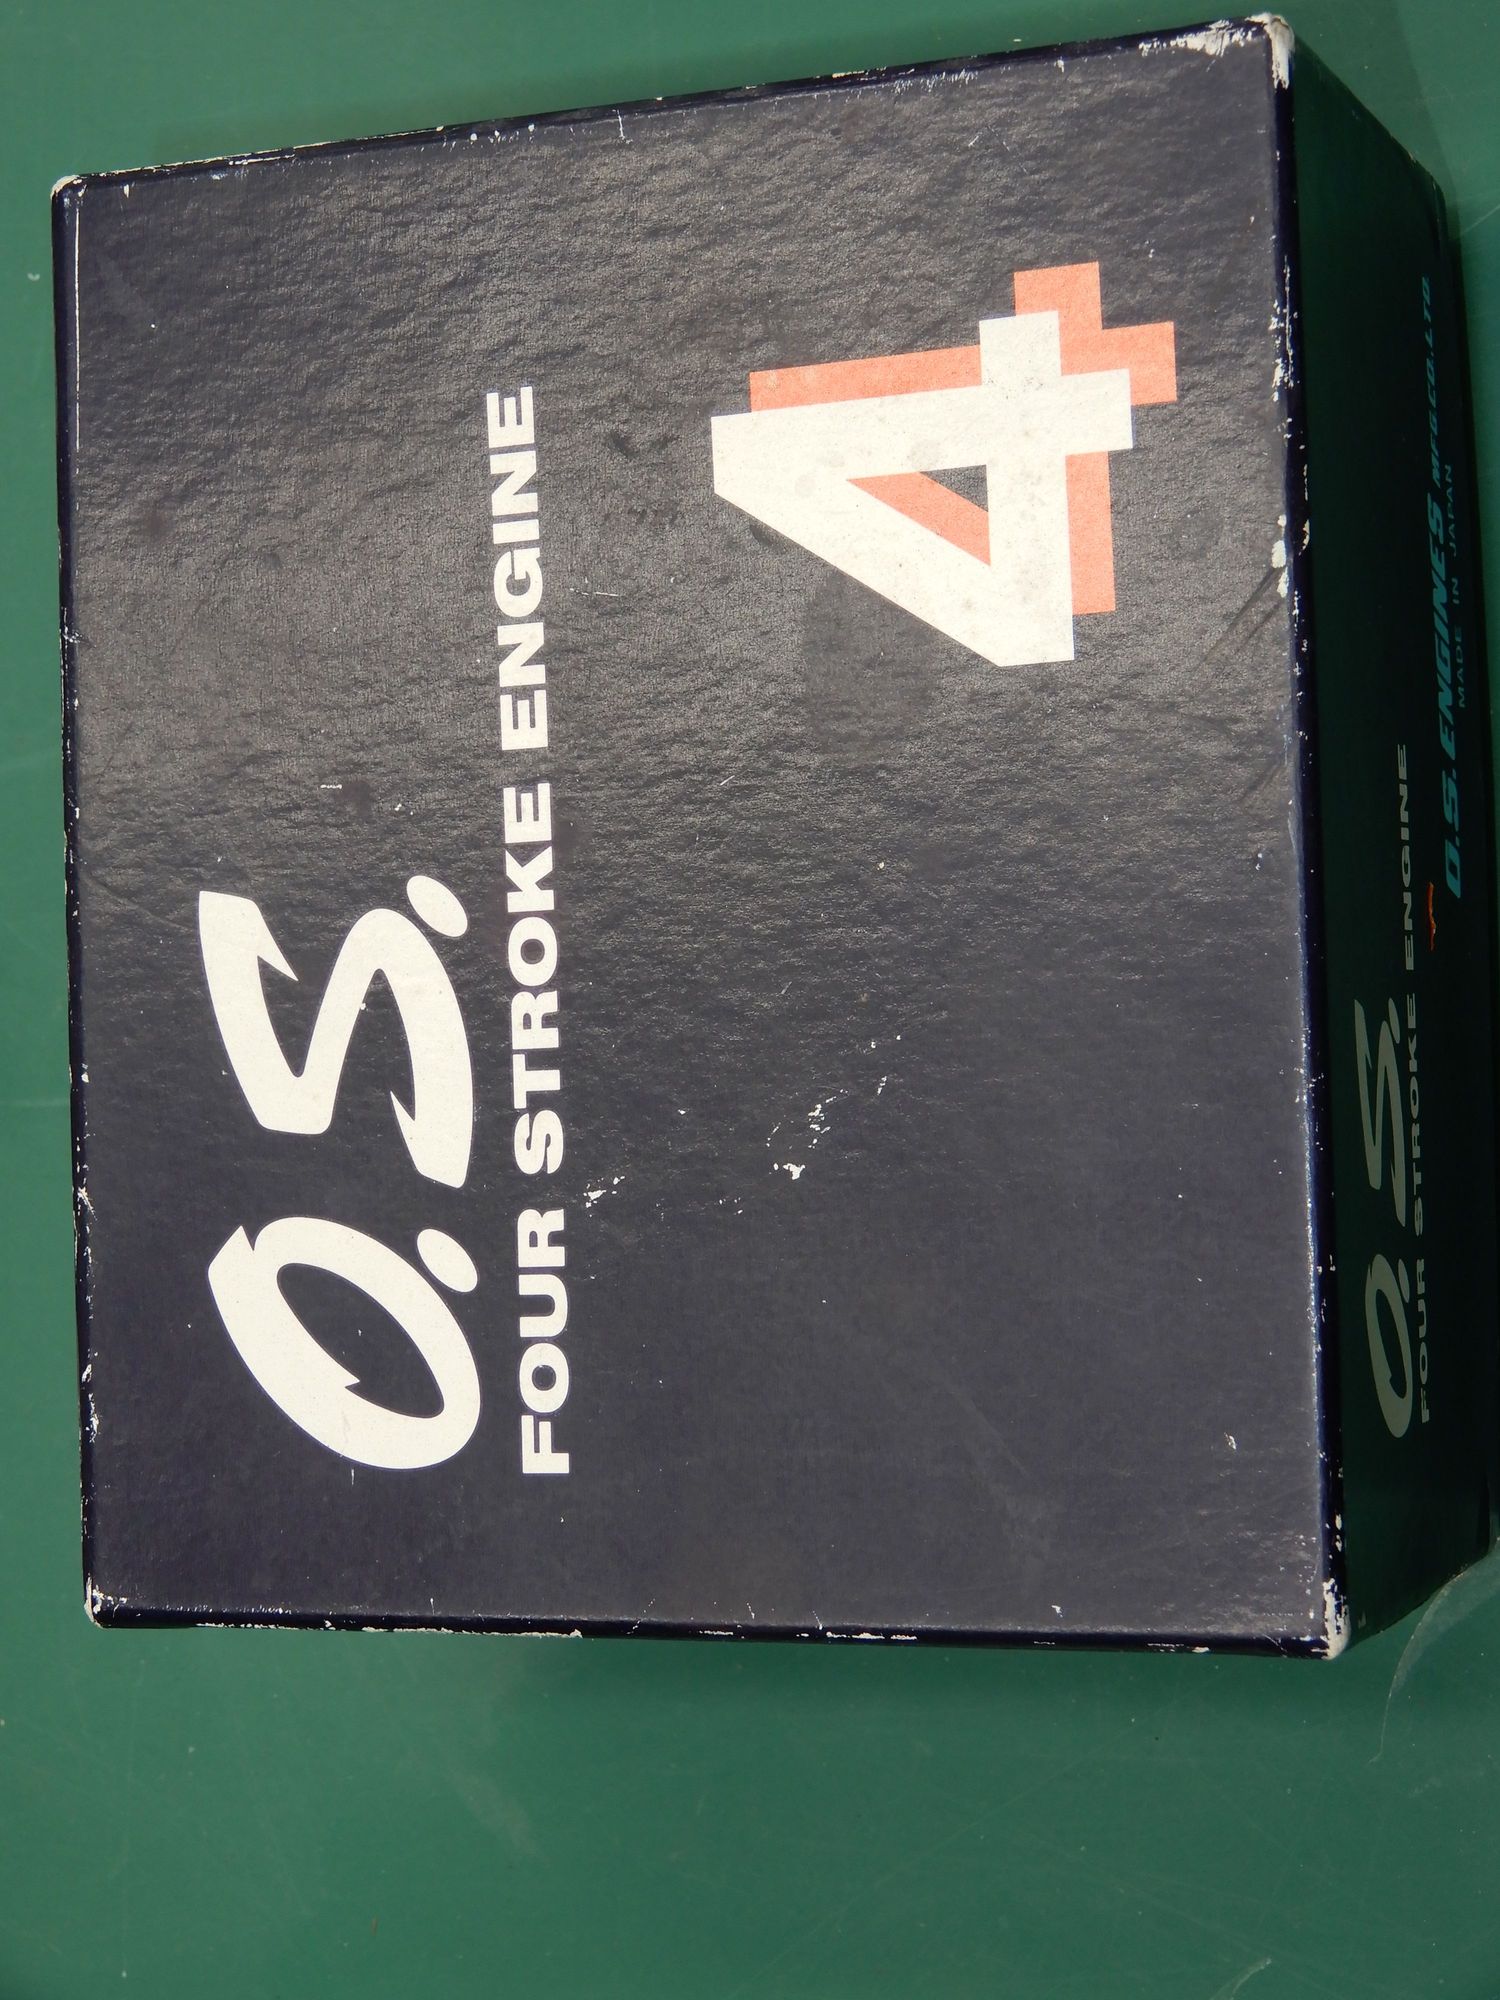 O.S.
FOUR STROKE ENGINE
4
O.S.
FOUR STROKE ENGINE
O.S. ENGINES MFG.CO.LTD
MADE IN JAPAN